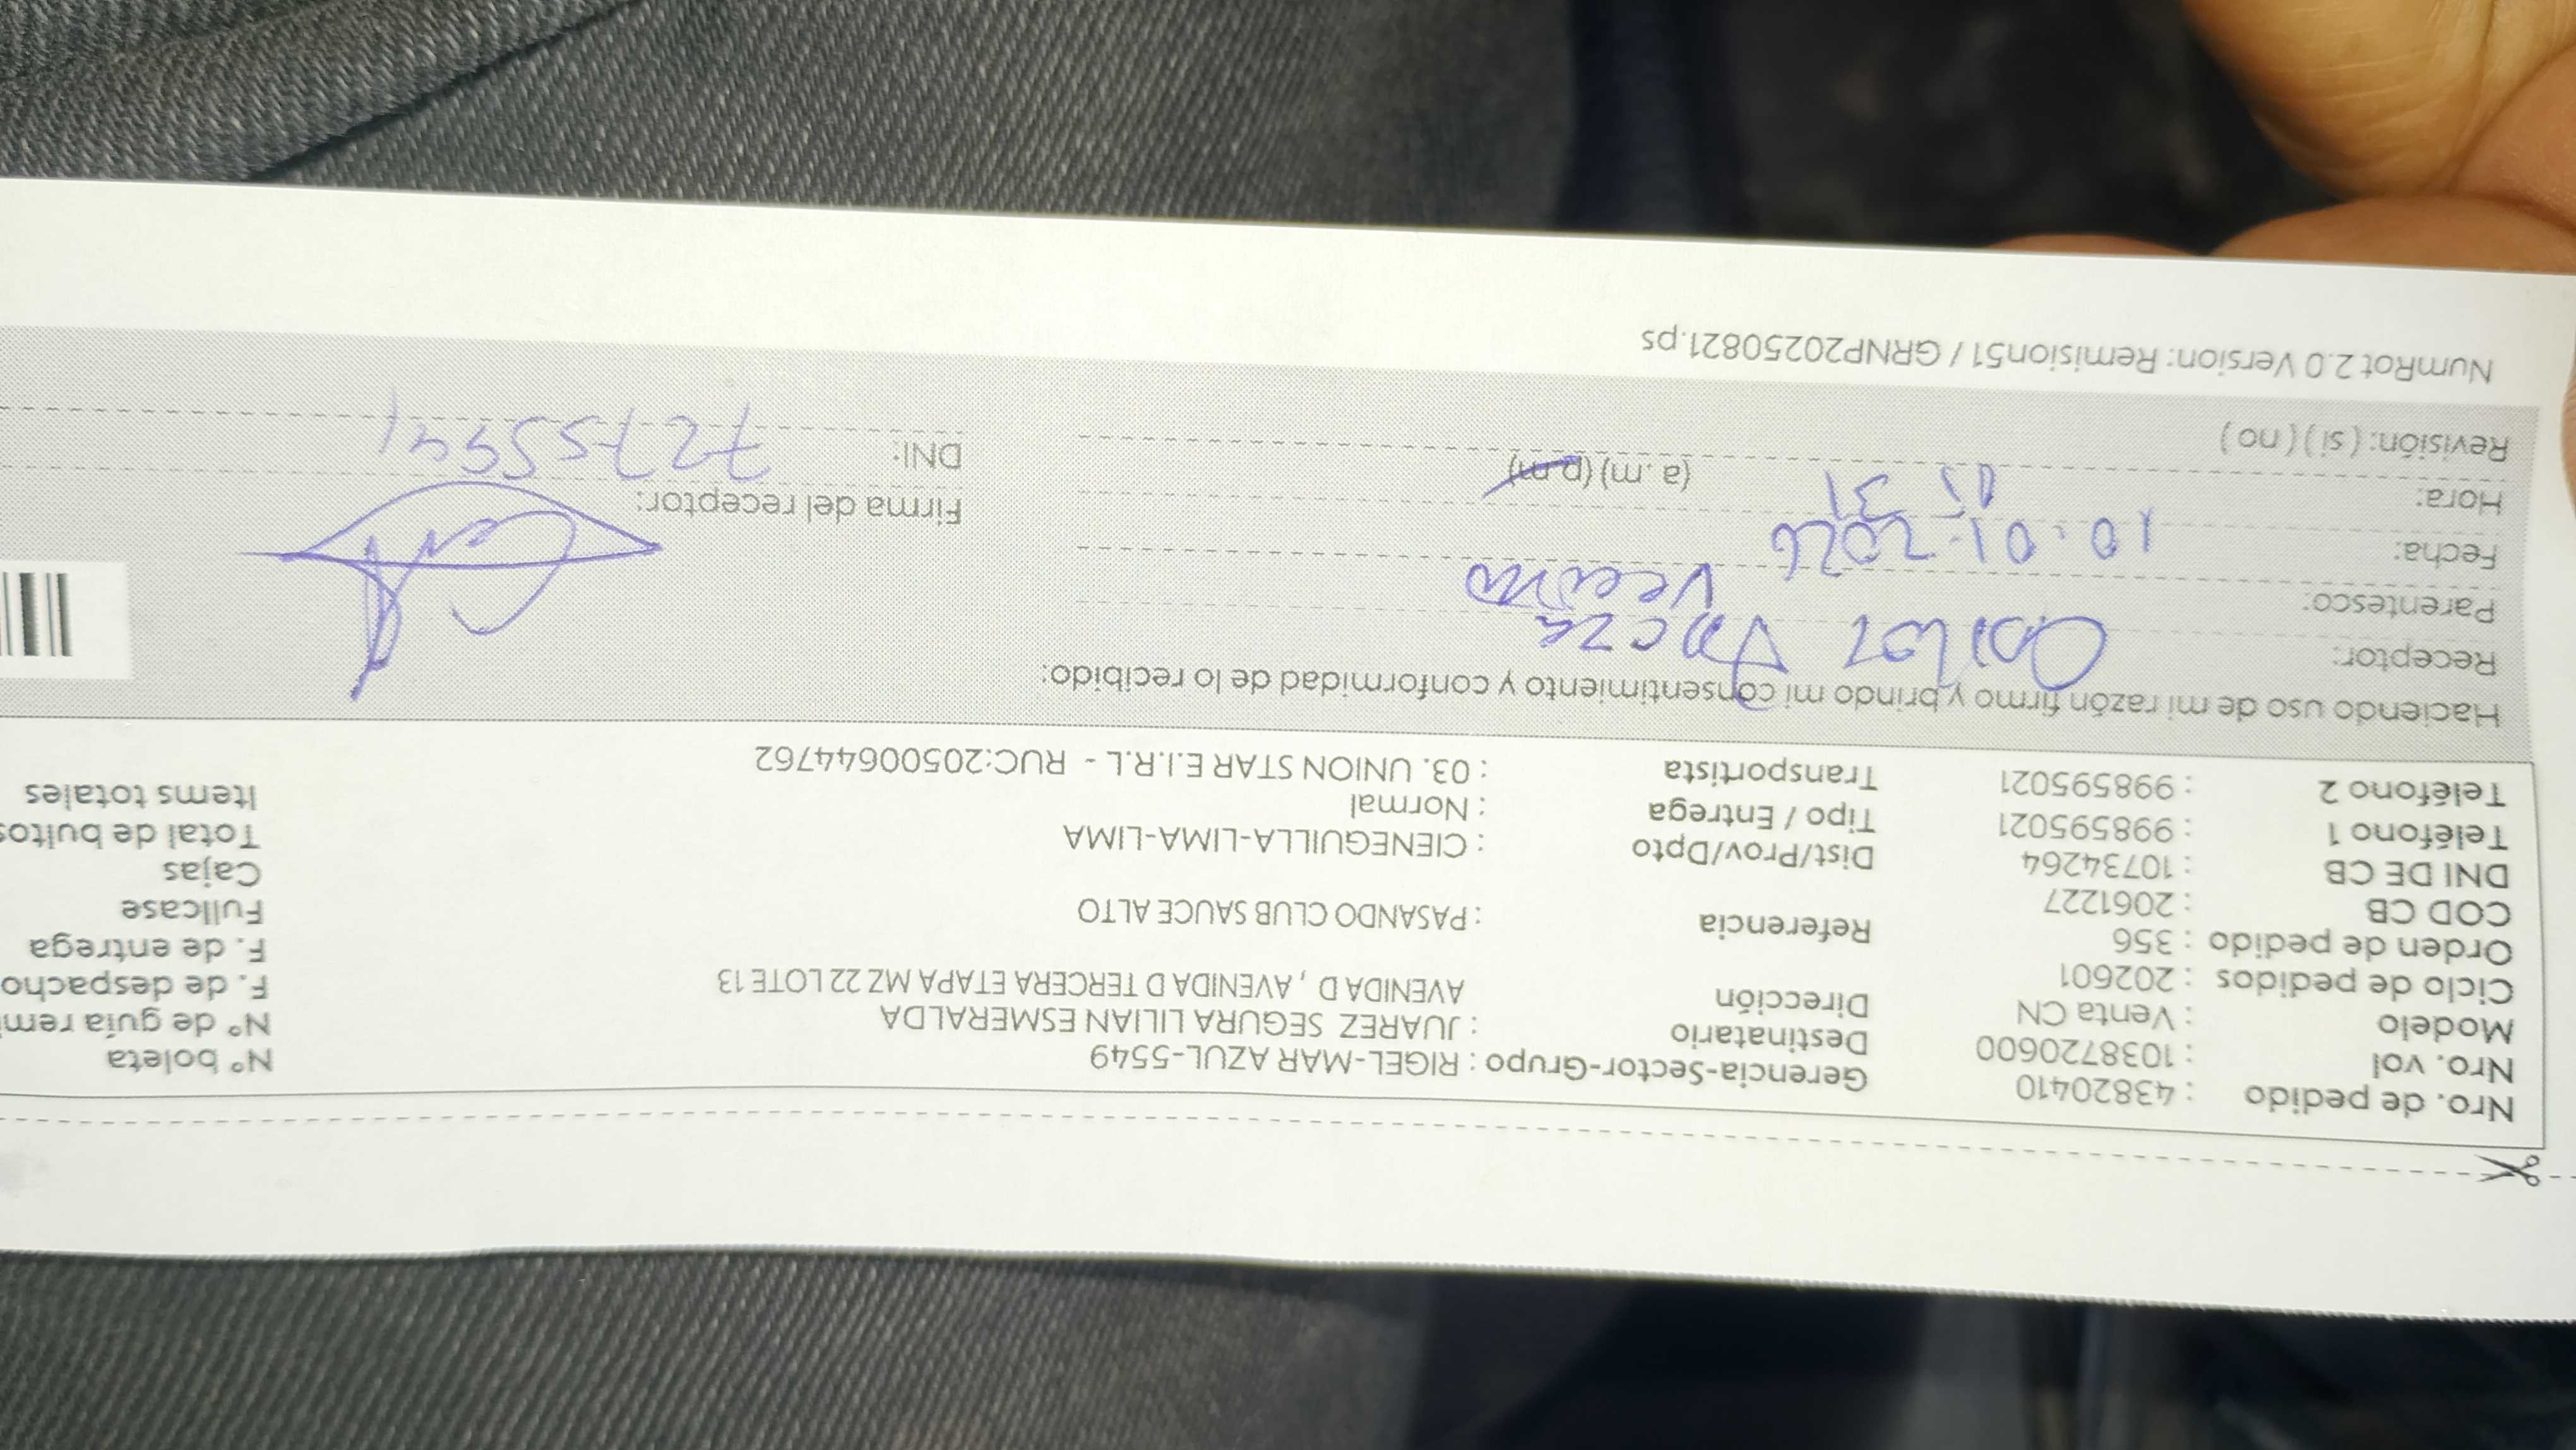 Nro. de pedido : 43820410 Gerencia-Sector-Grupo : RIGEL-MAR AZUL-5549 N° boleta
Nro. vol : 1038720600 Destinatario : JUAREZ SEGURA LILIAN ESMERALDA N° de guía remi
Modelo : Venta CN Dirección AVENIDA D , AVENIDA D TERCERA ETAPA MZ 22 LOTE 13 F. de despacho
Ciclo de pedidos : 202601 F. de entrega
Orden de pedido : 356 Referencia : PASANDO CLUB SAUCE ALTO Fullcase
COD CB : 2061227 Cajas
DNI DE CB : 10734264 Dist/Prov/Dpto : CIENEGUILLA-LIMA-LIMA Total de bultos
Teléfono 1 : 998595021 Tipo / Entrega : Normal Items totales
Teléfono 2 : 998595021 Transportista : 03. UNION STAR E.I.R.L - RUC:20500644762
Haciendo uso de mi razón firmo y brindo mi consentimiento y conformidad de lo recibido:
Receptor:
Parentesco: Vecino
Fecha: 10.01.2026 Firma del receptor:
Hora: (a.m) (p.m)
Revisión: (si) (no) DNI:
NumRot 2.0 Version: Remision51 / GRNP20250821.ps